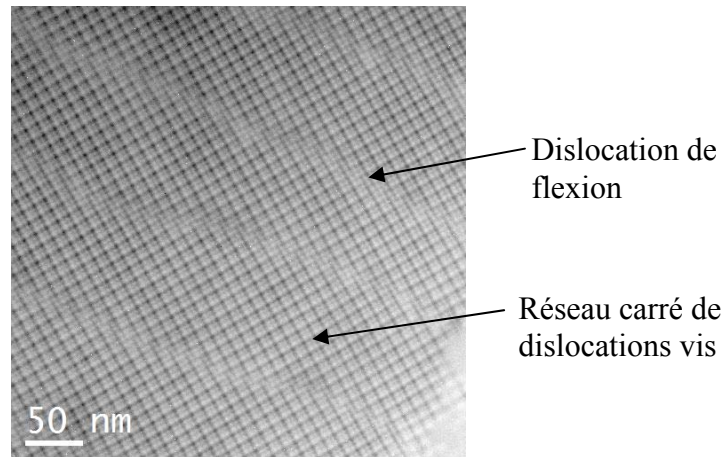 Dislocation de
flexion
Réseau carré de
dislocations vis
50 nm